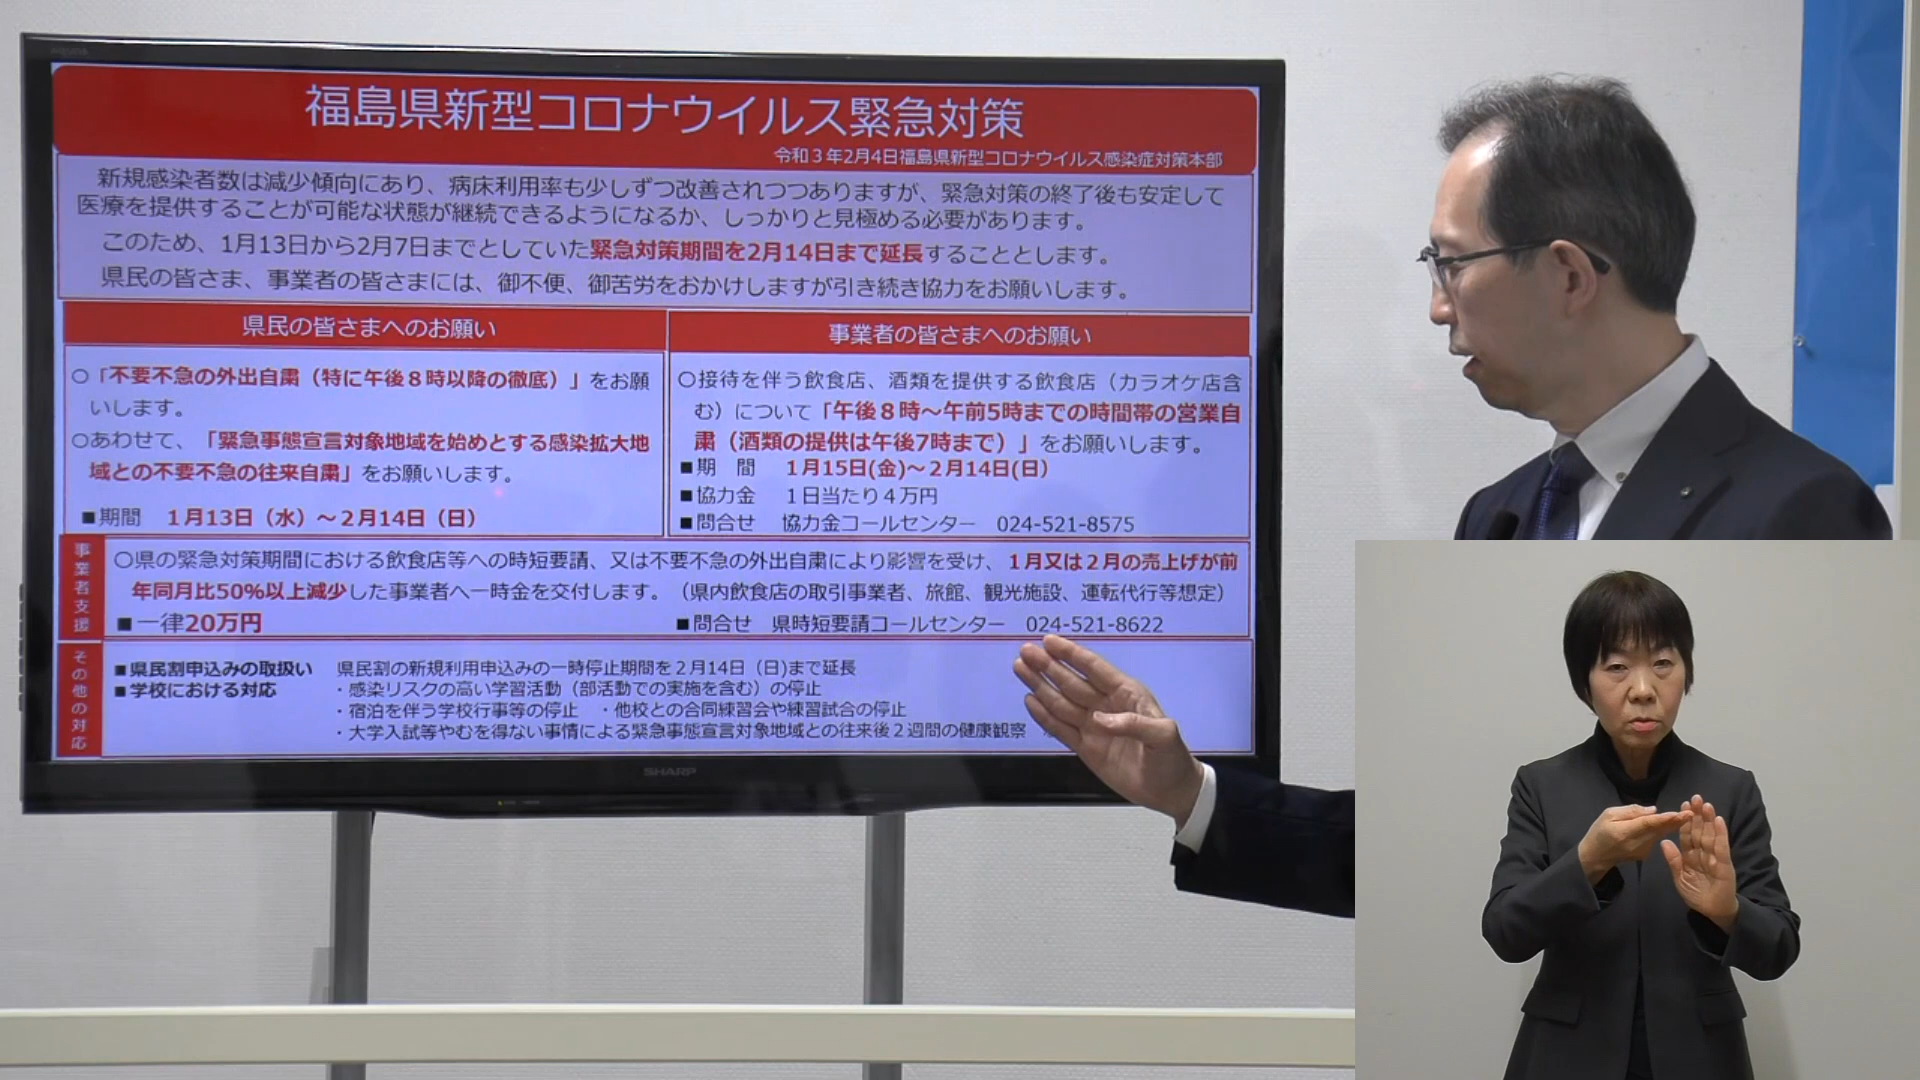 福島県新型コロナウイルス緊急対策
令和３年2月4日福島県新型コロナウイルス感染症対策本部
新規感染者数は減少傾向にあり、病床利用率も少しずつ改善されつつありますが、緊急対策の終了後も安定して
医療を提供することが可能な状態が継続できるようになるか、しっかりと見極める必要があります。
このため、1月13日から2月7日までとしていた緊急対策期間を2月14日まで延長することとします。
県民の皆さま、事業者の皆さまには、御不便、御苦労をおかけしますが引き続き協力をお願いします。
県民の皆さまへのお願い
○「不要不急の外出自粛（特に午後８時以降の徹底）」をお願
いします。
○あわせて、「緊急事態宣言対象地域を始めとする感染拡大地
域との不要不急の往来自粛」をお願いします。
■期間　１月13日（水）～２月14日（日）
事業者の皆さまへのお願い
○接待を伴う飲食店、酒類を提供する飲食店（カラオケ店含
む）について「午後８時～午前5時までの時間帯の営業自
粛（酒類の提供は午後7時まで）」をお願いします。
■期　間　１月15日(金)～２月14日(日)
■協力金　１日当たり４万円
■問合せ　協力金コールセンター　024-521-8575
事業者支援
○県の緊急対策期間における飲食店等への時短要請、又は不要不急の外出自粛により影響を受け、１月又は２月の売上げが前
年同月比50%以上減少した事業者へ一時金を交付します。（県内飲食店の取引事業者、旅館、観光施設、運転代行等想定）
■一律20万円　■問合せ　県時短要請コールセンター　024-521-8622
その他の対応
■県民割申込みの取扱い　県民割の新規利用申込みの一時停止期間を２月14日（日)まで延長
■学校における対応　・感染リスクの高い学習活動（部活動での実施を含む）の停止
・宿泊を伴う学校行事等の停止　・他校との合同練習会や練習試合の停止
・大学入試等やむを得ない事情による緊急事態宣言対象地域との往来後２週間の健康観察
SHARP